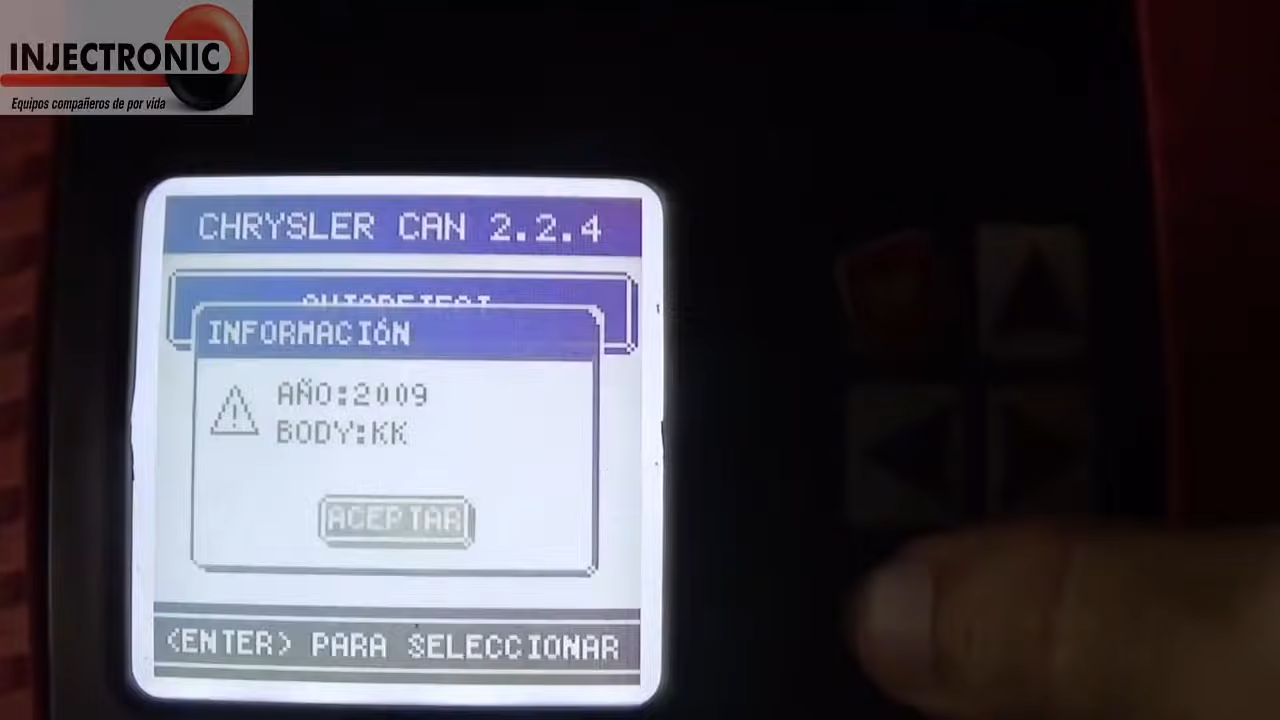 INJECTRONIC
Equipos compañeros de por vida
CHRYSLER CAN 2.2.4
INFORMACIÓN
AÑO:2009
BODY:KK
ACEPTAR
<ENTER> PARA SELECCIONAR